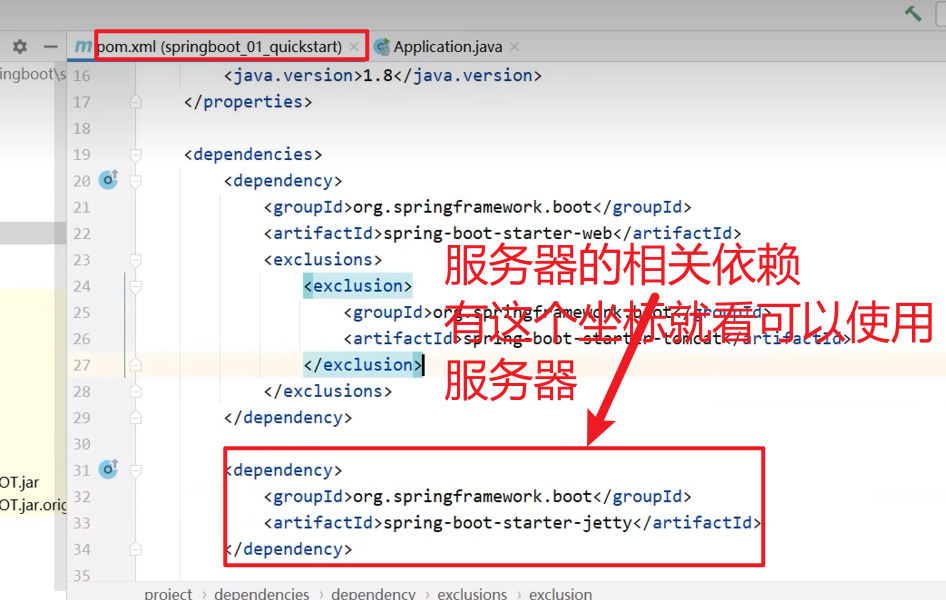 pom.xml (springboot_01_quickstart) Application.java
ingboot\s
16 <java.version>1.8</java.version>
17 </properties>
18
19 <dependencies>
20 <dependency>
21 <groupId>org.springframework.boot</groupId>
22 <artifactId>spring-boot-starter-web</artifactId>
23 <exclusions>
服务器的相关依赖
24 <exclusion>
25 <groupId>org.springframework.boot</groupId>
有这个坐标就看可以使用
26 <artifactId>spring-boot-starter-tomcat</artifactId>
27 </exclusion>
服务器
28 </exclusions>
29 </dependency>
30
31 <dependency>
OT.jar
32 <groupId>org.springframework.boot</groupId>
OT.jar.orig
33 <artifactId>spring-boot-starter-jetty</artifactId>
34 </dependency>
35
project › dependencies › dependency › exclusions › exclusion